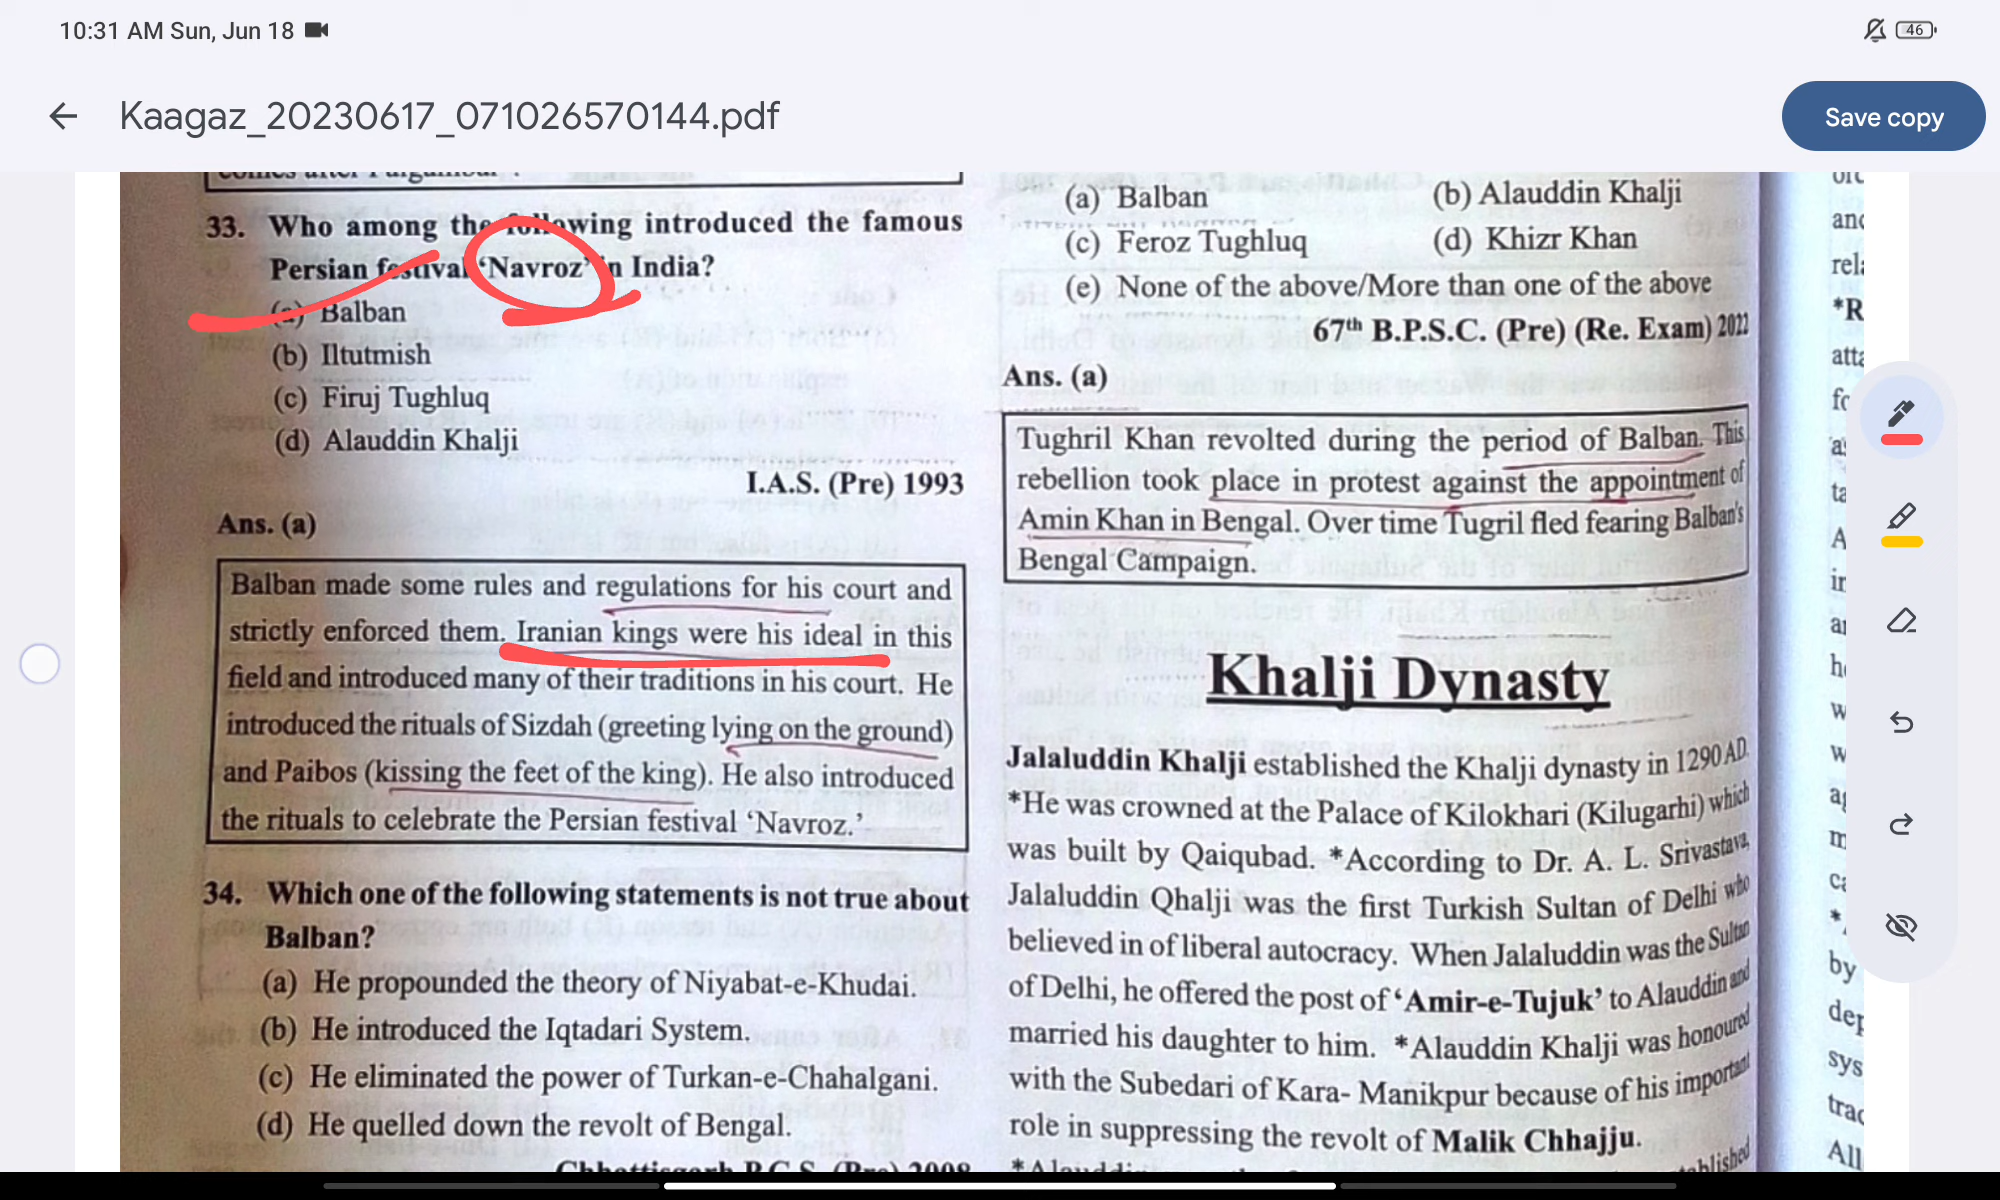 10:31 AM Sun, Jun 18
46
Kaagaz_20230617_071026570144.pdf
Save copy
33. Who among the following introduced the famous
Persian festival 'Navroz' in India?
(a) Balban
(b) Iltutmish
(c) Firuj Tughluq
(d) Alauddin Khalji
I.A.S. (Pre) 1993
Ans. (a)
Balban made some rules and regulations for his court and
strictly enforced them. Iranian kings were his ideal in this
field and introduced many of their traditions in his court. He
introduced the rituals of Sizdah (greeting lying on the ground)
and Paibos (kissing the feet of the king). He also introduced
the rituals to celebrate the Persian festival 'Navroz.'
34. Which one of the following statements is not true about
Balban?
(a) He propounded the theory of Niyabat-e-Khudai.
(b) He introduced the Iqtadari System.
(c) He eliminated the power of Turkan-e-Chahalgani.
(d) He quelled down the revolt of Bengal.
(a) Balban (b) Alauddin Khalji
(c) Feroz Tughluq (d) Khizr Khan
(e) None of the above/More than one of the above
67th B.P.S.C. (Pre) (Re. Exam) 2022
Ans. (a)
Tughril Khan revolted during the period of Balban. This
rebellion took place in protest against the appointment of
Amin Khan in Bengal. Over time Tugril fled fearing Balban's
Bengal Campaign.
Khalji Dynasty
Jalaluddin Khalji established the Khalji dynasty in 1290 AD.
*He was crowned at the Palace of Kilokhari (Kilugarhi) which
was built by Qaiqubad. *According to Dr. A. L. Srivastava,
Jalaluddin Qhalji was the first Turkish Sultan of Delhi who
believed in of liberal autocracy. When Jalaluddin was the Sultan
of Delhi, he offered the post of 'Amir-e-Tujuk' to Alauddin and
married his daughter to him. *Alauddin Khalji was honoured
with the Subedari of Kara- Manikpur because of his important
role in suppressing the revolt of Malik Chhajju.